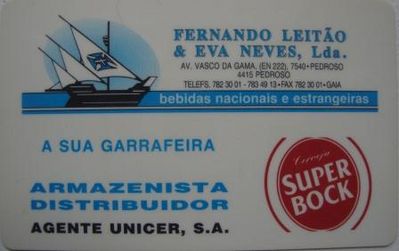 FERNANDO LEITÃO
& EVA NEVES, Lda.
AV. VASCO DA GAMA, (EN 222), 7540 • PEDROSO
4415 PEDROSO
TELEFS. 782 30 01 - 783 49 13 • FAX 782 30 01 • GAIA
bebidas nacionais e estrangeiras
A SUA GARRAFEIRA
ARMAZENISTA
DISTRIBUIDOR
AGENTE UNICER, S.A.
Cerveja
SUPER
BOCK